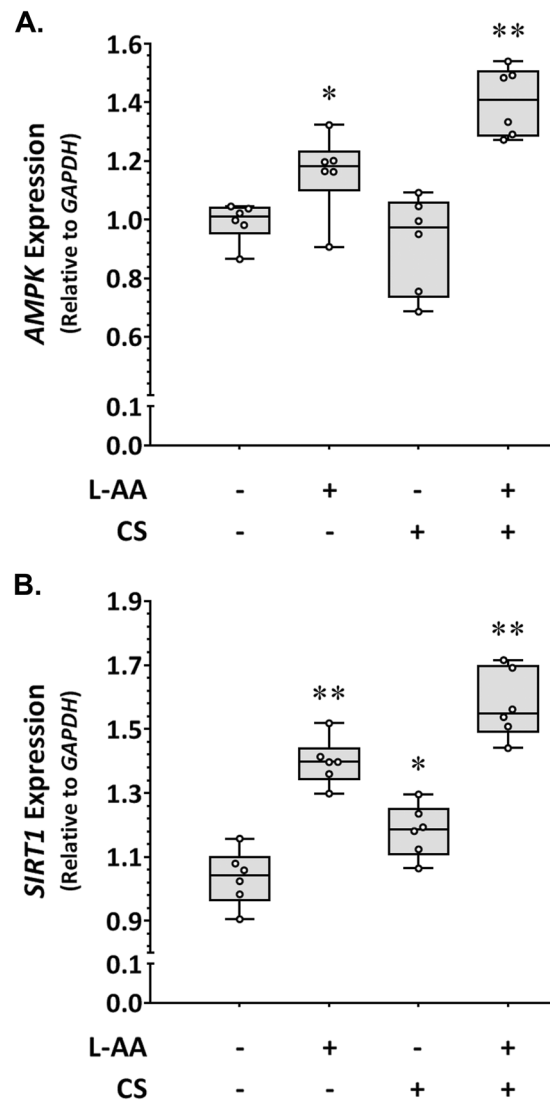 A.
AMPK Expression
(Relative to GAPDH)
1.6
1.4
1.2
1.0
0.8
0.6
0.1
0.0
*
**
L-AA - + - +
CS - - + +
B.
SIRT1 Expression
(Relative to GAPDH)
1.9
1.7
1.5
1.3
1.1
0.9
0.1
0.0
**
*
**
L-AA - + - +
CS - - + +